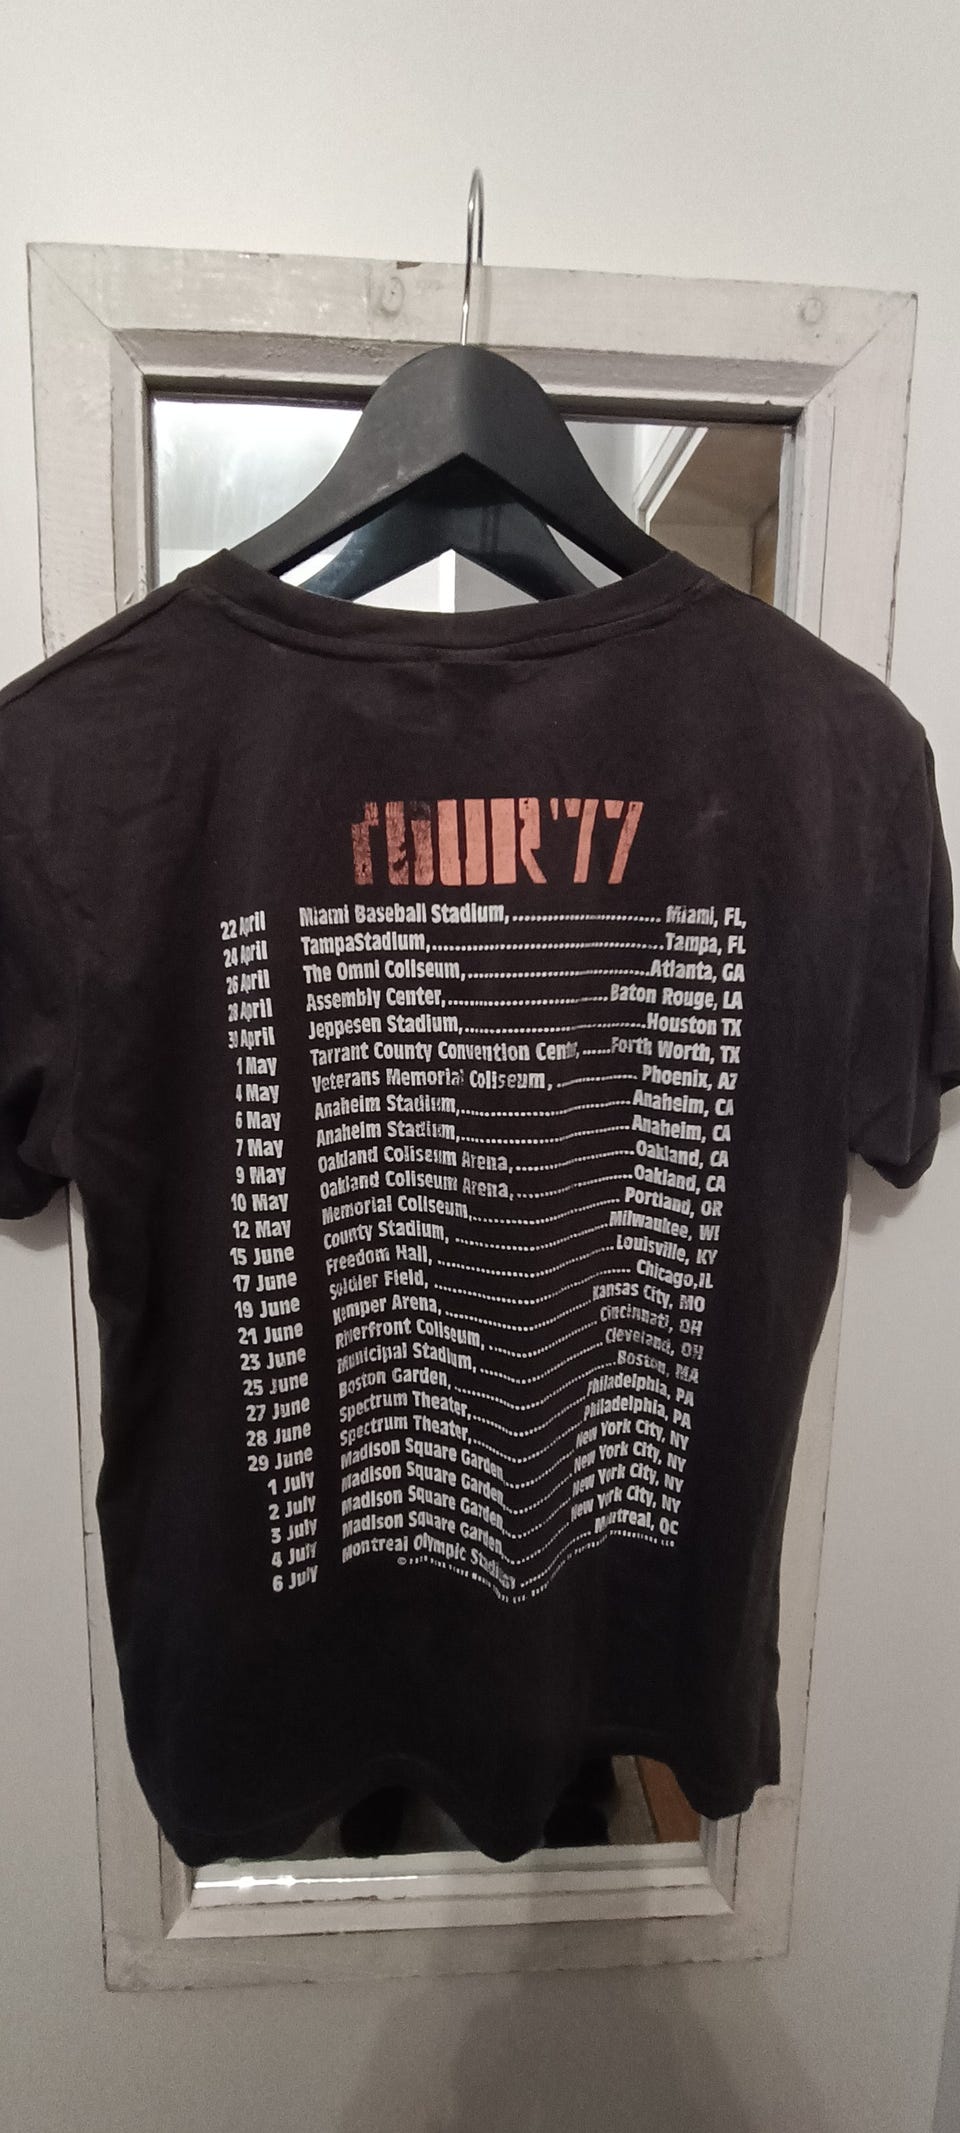 TOUR '77
22 April Miami Baseball Stadium, Miami, FL,
24 April TampaStadium, Tampa, FL
26 April The Omni Coliseum, Atlanta, GA
28 April Assembly Center, Baton Rouge, LA
30 April Jeppesen Stadium, Houston TX
1 May Tarrant County Convention Cente, Forth Worth, TX
4 May Veterans Memorial Coliseum, Phoenix, AZ
6 May Anaheim Stadium, Anaheim, CA
7 May Anaheim Stadium, Anaheim, CA
9 May Oakland Coliseum Arena, Oakland, CA
10 May Oakland Coliseum Arena, Oakland, CA
12 May Memorial Coliseum, Portland, OR
15 June County Stadium, Milwaukee, WI
17 June Freedom Hall, Louisville, KY
19 June Soldier Field, Chicago, IL
21 June Kemper Arena, Kansas City, MO
23 June Riverfront Coliseum, Cincinnati, OH
25 June Municipal Stadium, Cleveland, OH
27 June Boston Garden, Boston, MA
28 June Spectrum Theater, Philadelphia, PA
29 June Spectrum Theater, Philadelphia, PA
1 July Madison Square Garden, New York City, NY
2 July Madison Square Garden, New York City, NY
3 July Madison Square Garden, New York City, NY
4 July Madison Square Garden, New York City, NY
6 July Montreal Olympic Stadium, Montreal, QC